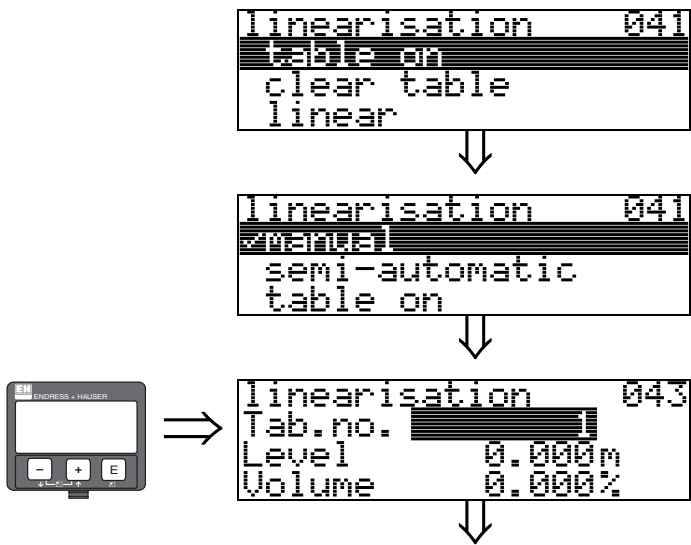 linearisation 041
table on
clear table
linear
linearisation 041
✓manual
semi-automatic
table on
EH
ENDRESS + HAUSER
- + E
linearisation 043
Tab.no. 1
Level 0.000m
Volume 0.000%